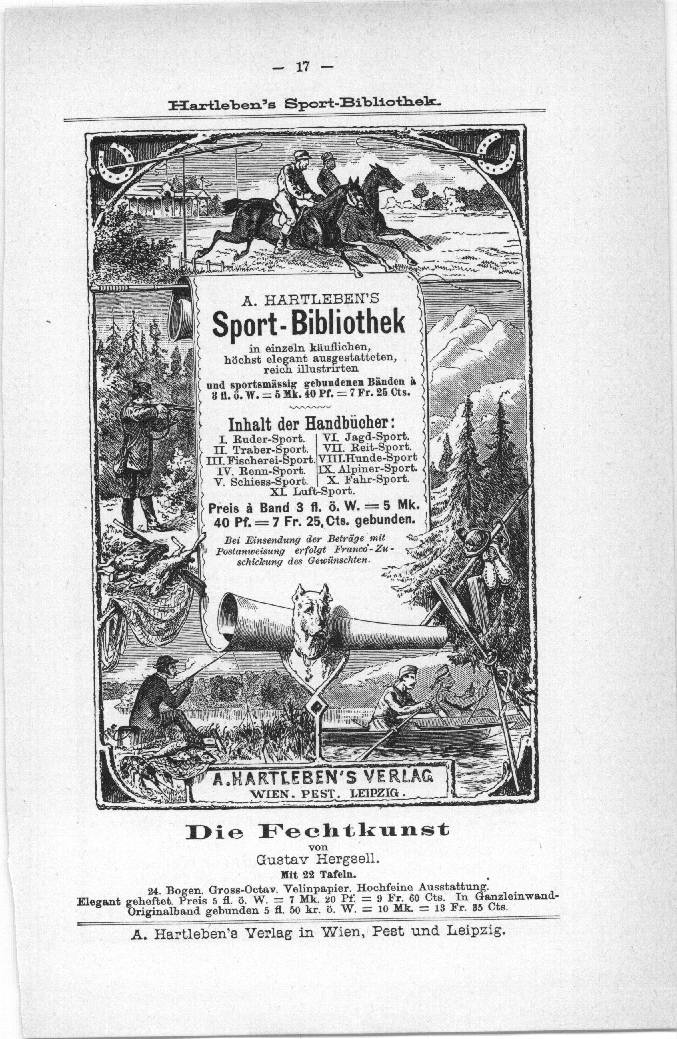 — 17 —
Hartleben's Sport-Bibliothek.
A. HARTLEBEN'S
Sport-Bibliothek
in einzeln käuflichen,
höchst elegant ausgestatteten,
reich illustrirten
und sportsmässig gebundenen Bänden à
3 fl. ö. W. = 5 Mk. 40 Pf. = 7 Fr. 25 Cts.
Inhalt der Handbücher:
I. Ruder-Sport. VI. Jagd-Sport.
II. Traber-Sport. VII. Reit-Sport.
III. Fischerei-Sport. VIII. Hunde-Sport
IV. Renn-Sport. IX. Alpiner-Sport.
V. Schiess-Sport. X. Fahr-Sport.
XI. Luft-Sport.
Preis à Band 3 fl. ö. W. = 5 Mk.
40 Pf. = 7 Fr. 25, Cts. gebunden.
Bei Einsendung der Beträge mit
Postanweisung erfolgt Franco-Zu-
schickung des Gewünschten.
A. HARTLEBEN'S VERLAG
WIEN. PEST. LEIPZIG.
Die Fechtkunst
von
Gustav Hergsell.
Mit 22 Tafeln.
24. Bogen. Gross-Octav. Velinpapier. Hochfeine Ausstattung.
Elegant geheftet. Preis 5 fl. ö. W. = 7 Mk. 20 Pf. = 9 Fr. 60 Cts. In Ganzleinwand-
Originalband gebunden 5 fl. 50 kr. ö. W. = 10 Mk. = 13 Fr. 35 Cts.
A. Hartleben's Verlag in Wien, Pest und Leipzig.